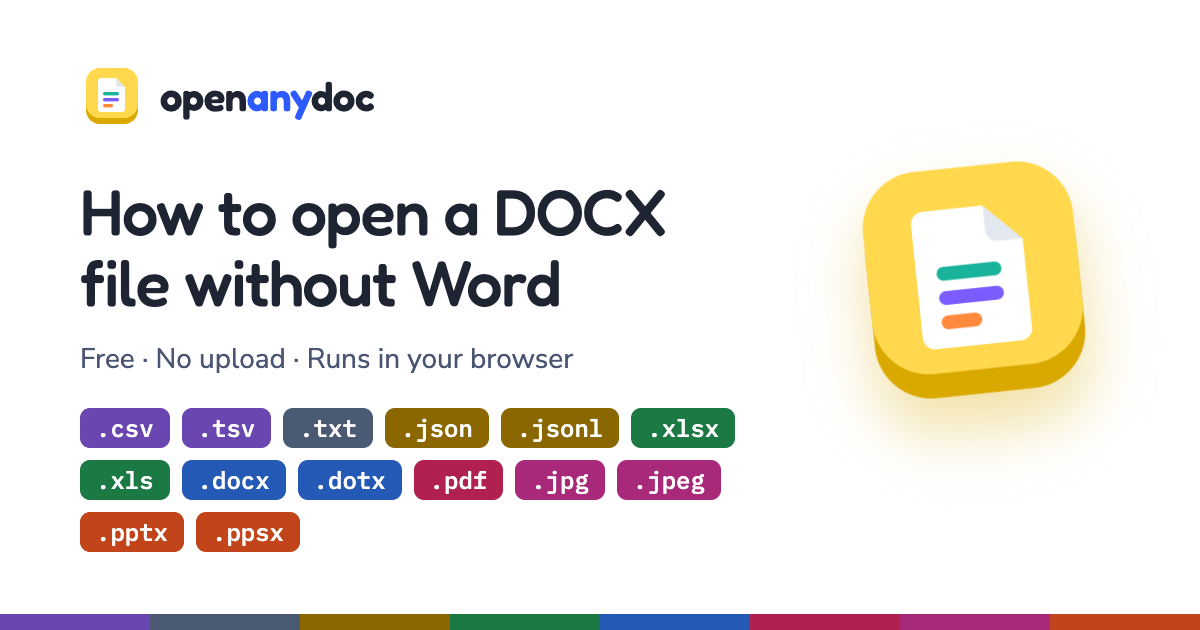 openanydoc
How to open a DOCX
file without Word
Free · No upload · Runs in your browser
.csv .tsv .txt .json .jsonl .xlsx
.xls .docx .dotx .pdf .jpg .jpeg
.pptx .ppsx